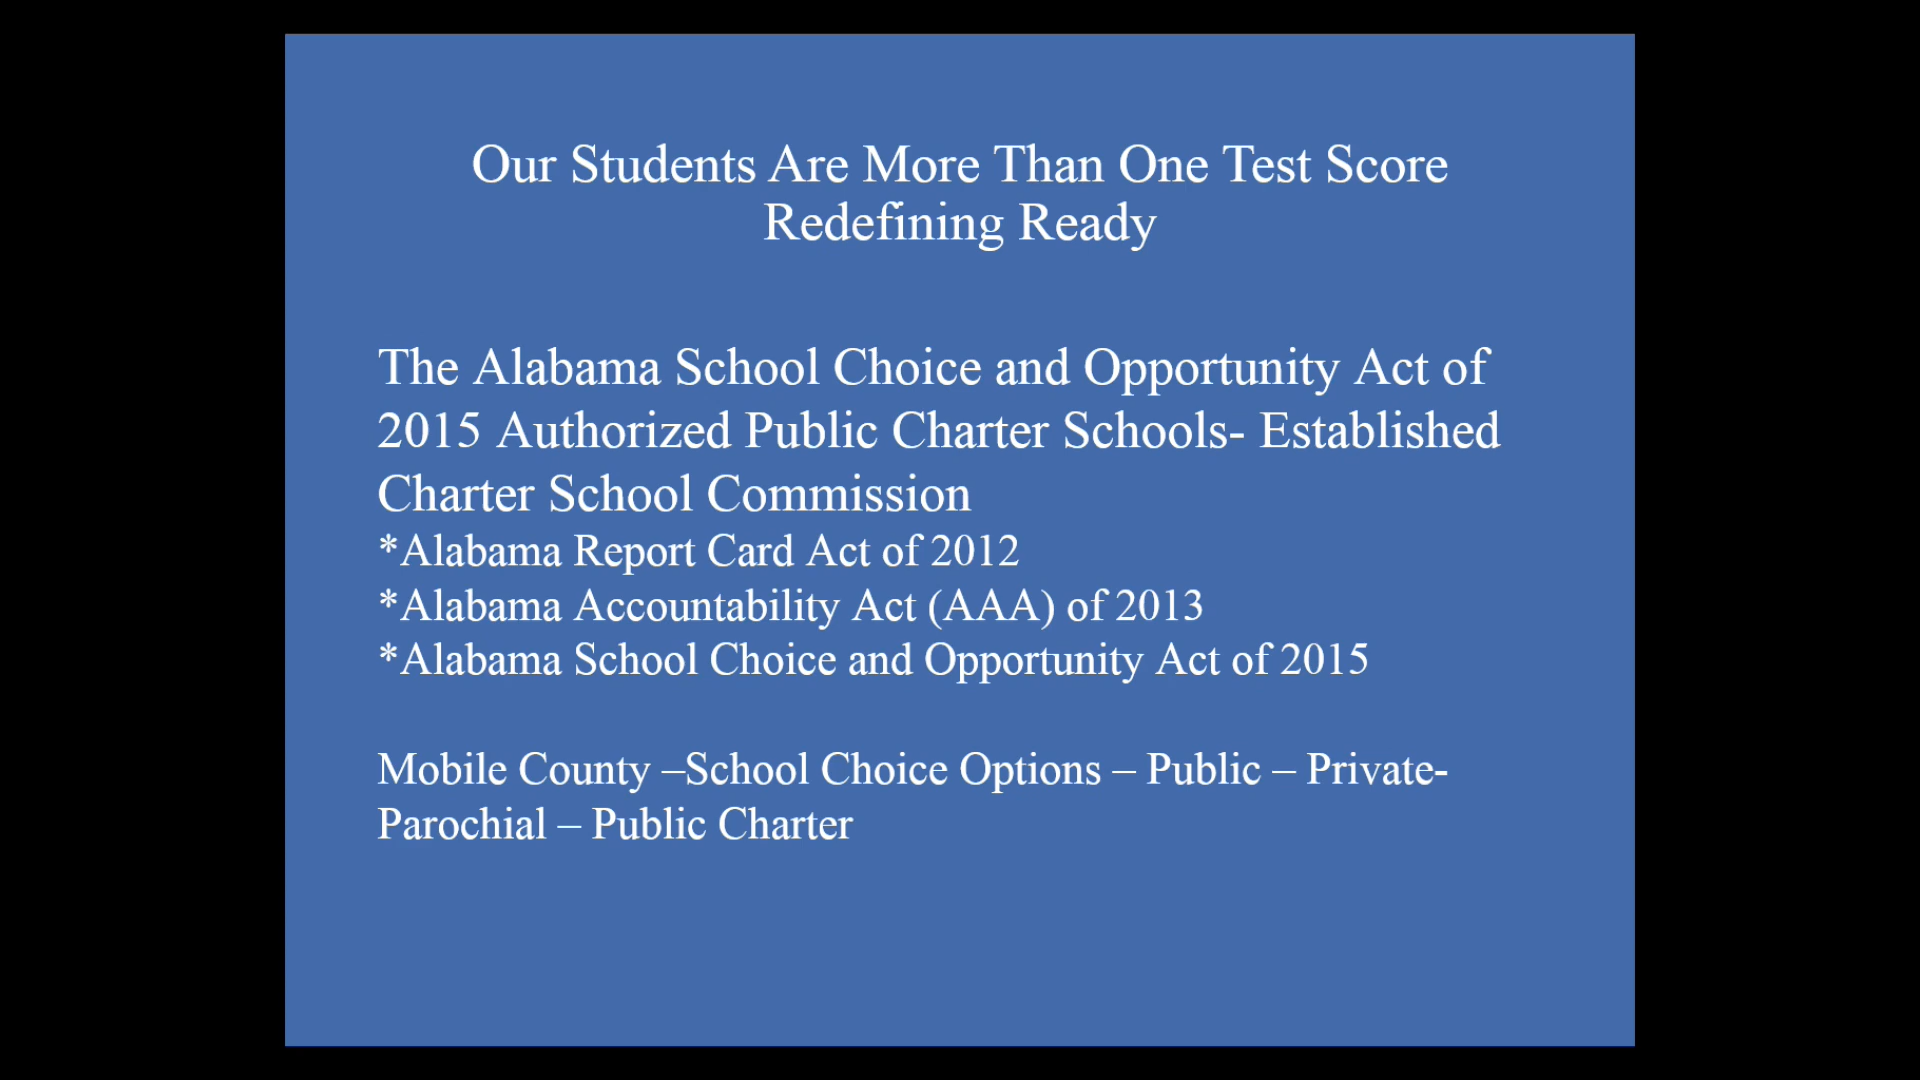 Our Students Are More Than One Test Score
Redefining Ready
The Alabama School Choice and Opportunity Act of
2015 Authorized Public Charter Schools- Established
Charter School Commission
*Alabama Report Card Act of 2012
*Alabama Accountability Act (AAA) of 2013
*Alabama School Choice and Opportunity Act of 2015
Mobile County –School Choice Options – Public – Private-
Parochial – Public Charter